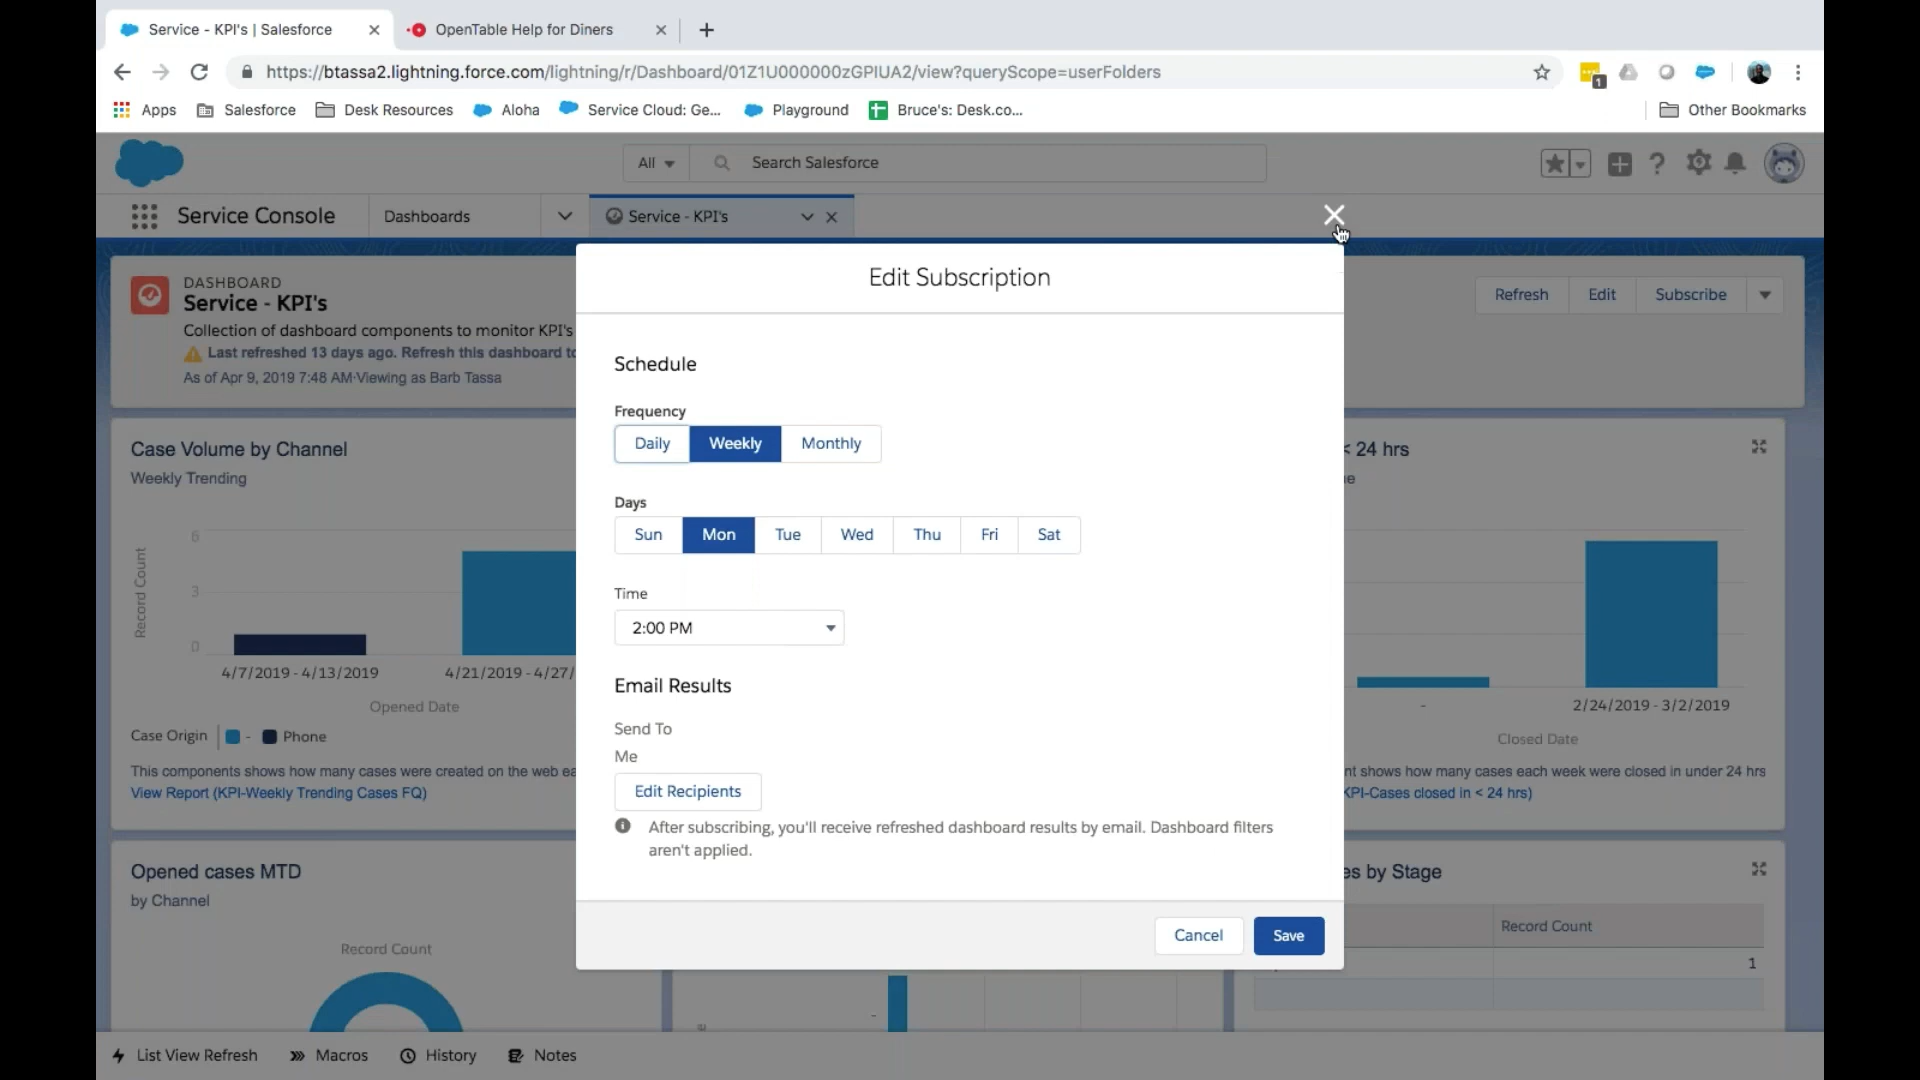 Service - KPI's | Salesforce
OpenTable Help for Diners
https://btassa2.lightning.force.com/lightning/r/Dashboard/01Z1U000000zGPIUA2/view?queryScope=userFolders
1
Apps
Salesforce
Desk Resources
Aloha
Service Cloud: Ge...
Playground
Bruce's: Desk.co...
Other Bookmarks
All
Search Salesforce
Service Console
Dashboards
Service - KPI's
Edit Subscription
DASHBOARD
Service - KPI's
Collection of dashboard components to monitor KPI's
Last refreshed 13 days ago. Refresh this dashboard to
As of Apr 9, 2019 7:48 AM·Viewing as Barb Tassa
Refresh
Edit
Subscribe
Schedule
Frequency
Daily
Weekly
Monthly
Days
Sun
Mon
Tue
Wed
Thu
Fri
Sat
Time
2:00 PM
Email Results
Send To
Me
Edit Recipients
After subscribing, you'll receive refreshed dashboard results by email. Dashboard filters
aren't applied.
Cancel
Save
Case Volume by Channel
Weekly Trending
Record Count
6
3
0
4/7/2019 - 4/13/2019
4/21/2019 - 4/27/
Opened Date
Case Origin
-
Phone
This components shows how many cases were created on the web ea
View Report (KPI-Weekly Trending Cases FQ)
< 24 hrs
e
-
2/24/2019 - 3/2/2019
Closed Date
nt shows how many cases each week were closed in under 24 hrs
KPI-Cases closed in < 24 hrs)
Opened cases MTD
by Channel
Record Count
-
es by Stage
Record Count
1
List View Refresh
Macros
History
Notes